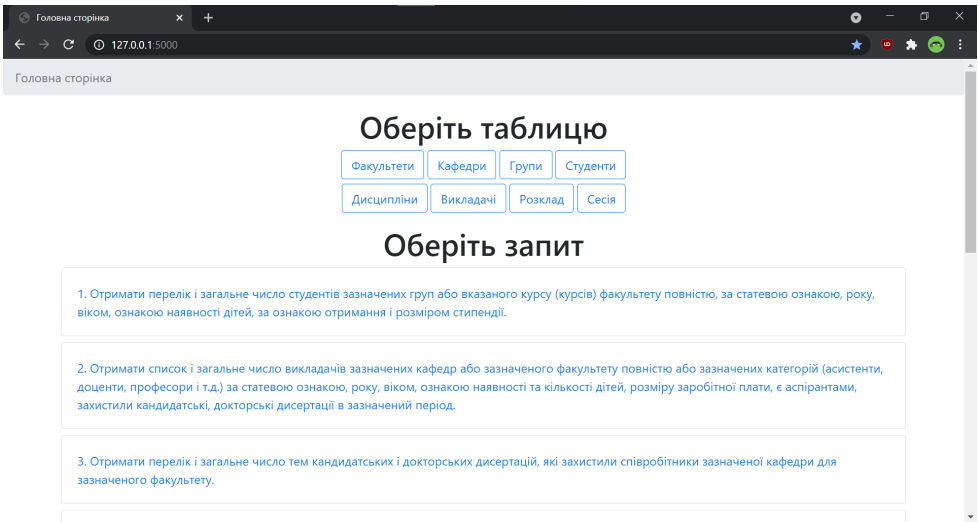 Головна сторінка
127.0.0.1:5000
Головна сторінка
Оберіть таблицю
Факультети Кафедри Групи Студенти
Дисципліни Викладачі Розклад Сесія
Оберіть запит
1. Отримати перелік і загальне число студентів зазначених груп або вказаного курсу (курсів) факультету повністю, за статевою ознакою, року,
віком, ознакою наявності дітей, за ознакою отримання і розміром стипендії.
2. Отримати список і загальне число викладачів зазначених кафедр або зазначеного факультету повністю або зазначених категорій (асистенти,
доценти, професори і т.д.) за статевою ознакою, року, віком, ознакою наявності та кількості дітей, розміру заробітної плати, є аспірантами,
захистили кандидатські, докторські дисертації в зазначений період.
3. Отримати перелік і загальне число тем кандидатських і докторських дисертацій, які захистили співробітники зазначеної кафедри для
зазначеного факультету.